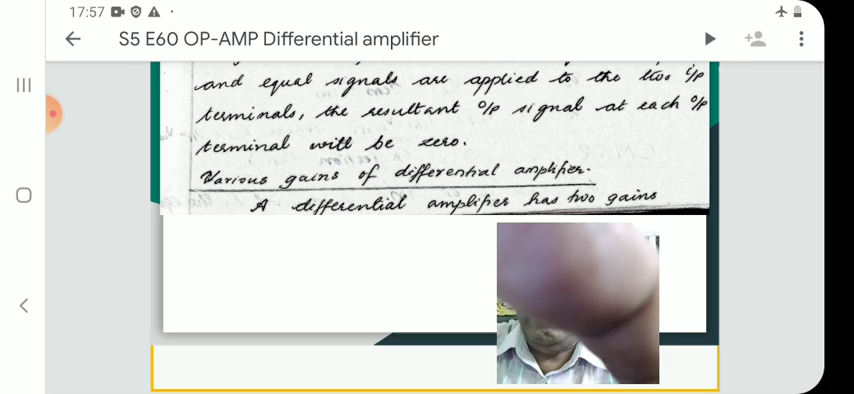 17:57
S5 E60 OP-AMP Differential amplifier
and equal signals are applied to the two i/p
terminals, the resultant o/p signal at each o/p
terminal will be zero.
Various gains of differential amplifier.
A differential amplifier has two gains